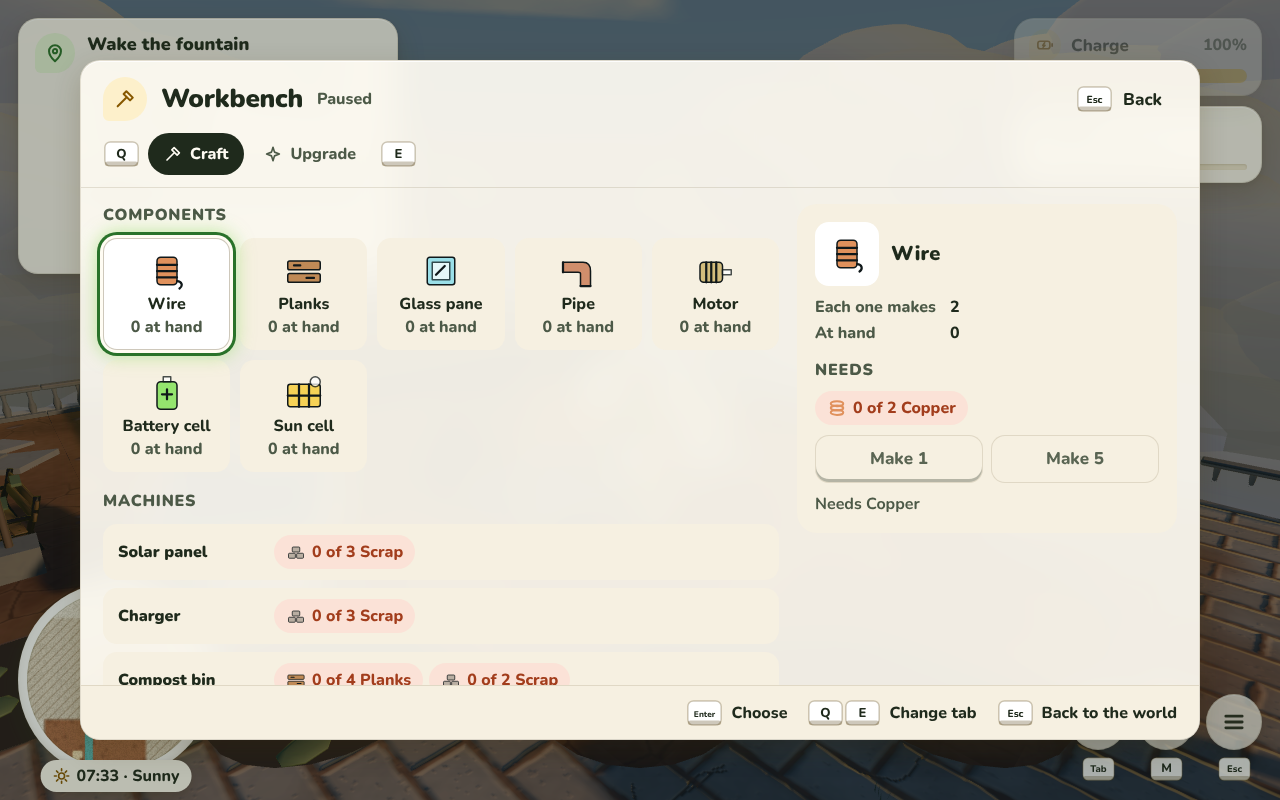 Wake the fountain
Charge 100%
Workbench Paused
Esc Back
Q Craft Upgrade E
COMPONENTS
Wire
0 at hand
Planks
0 at hand
Glass pane
0 at hand
Pipe
0 at hand
Motor
0 at hand
Battery cell
0 at hand
Sun cell
0 at hand
MACHINES
Solar panel 0 of 3 Scrap
Charger 0 of 3 Scrap
Compost bin 0 of 4 Planks 0 of 2 Scrap
Wire
Each one makes 2
At hand 0
NEEDS
0 of 2 Copper
Make 1 Make 5
Needs Copper
Enter Choose Q E Change tab Esc Back to the world
07:33 · Sunny
Tab M Esc